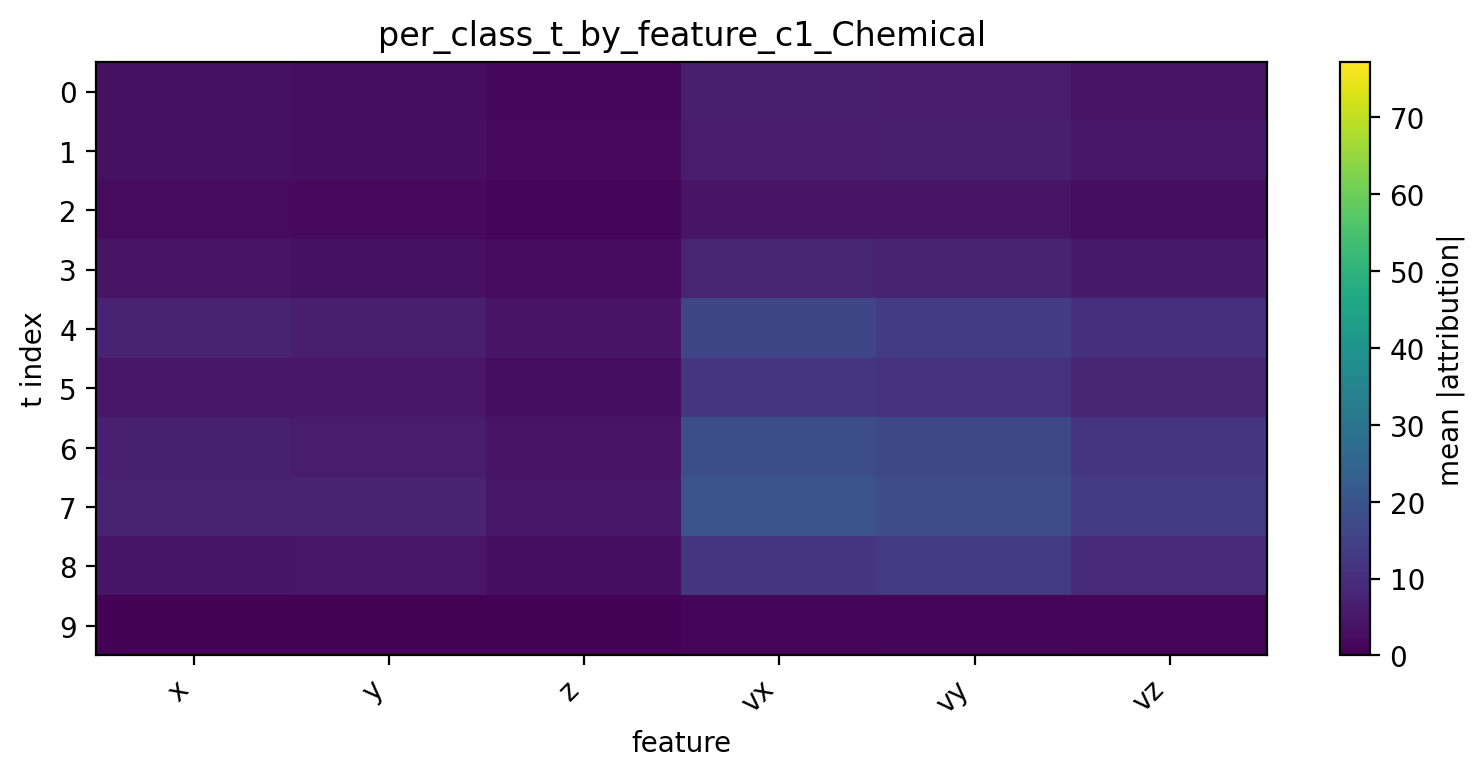 per_class_t_by_feature_c1_Chemical
t index
0
1
2
3
4
5
6
7
8
9
x
y
z
vx
vy
vz
feature
70
60
50
40
30
20
10
0
mean |attribution|